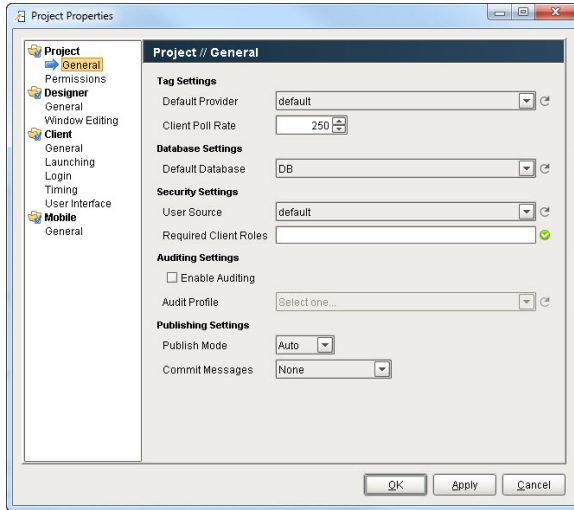 Project Properties
Project
General
Permissions
Designer
General
Window Editing
Client
General
Launching
Login
Timing
User Interface
Mobile
General
Project // General
Tag Settings
Default Provider default
Client Poll Rate 250
Database Settings
Default Database DB
Security Settings
User Source default
Required Client Roles
Auditing Settings
Enable Auditing
Audit Profile Select one...
Publishing Settings
Publish Mode Auto
Commit Messages None
OK Apply Cancel